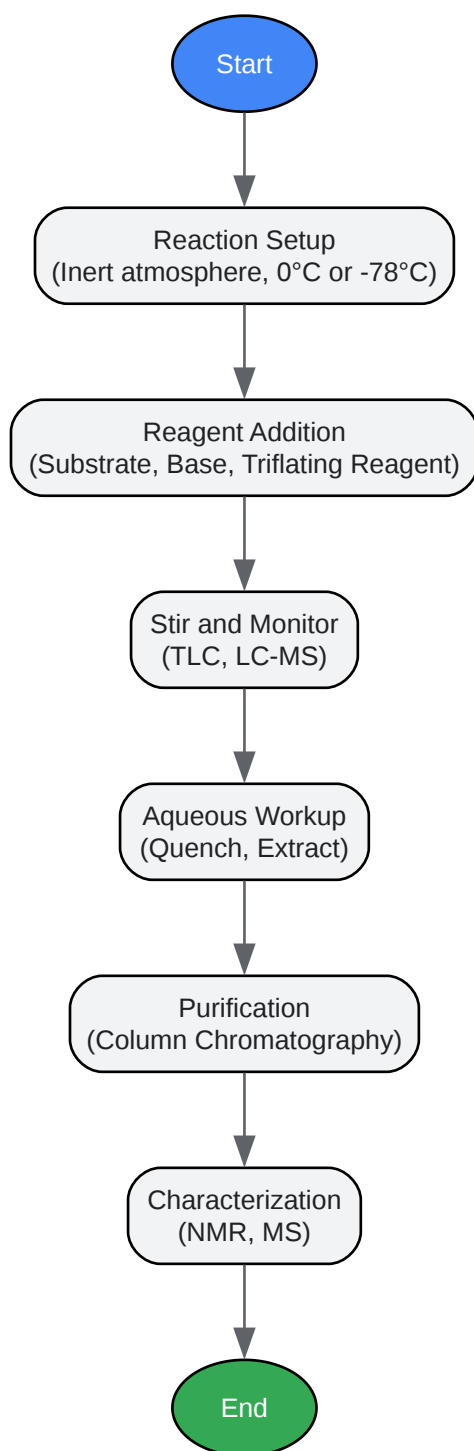 Start
Reaction Setup
(Inert atmosphere, 0°C or -78°C)
Reagent Addition
(Substrate, Base, Triflating Reagent)
Stir and Monitor
(TLC, LC-MS)
Aqueous Workup
(Quench, Extract)
Purification
(Column Chromatography)
Characterization
(NMR, MS)
End